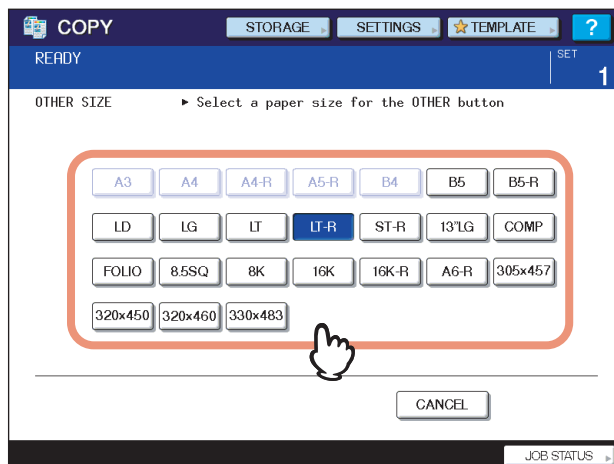 COPY STORAGE SETTINGS TEMPLATE ?
READY SET
1
OTHER SIZE ▶ Select a paper size for the OTHER button
A3 A4 A4-R A5-R B4 B5 B5-R
LD LG LT LT-R ST-R 13"LG COMP
FOLIO 8.5SQ 8K 16K 16K-R A6-R 305x457
320x450 320x460 330x483
CANCEL
JOB STATUS